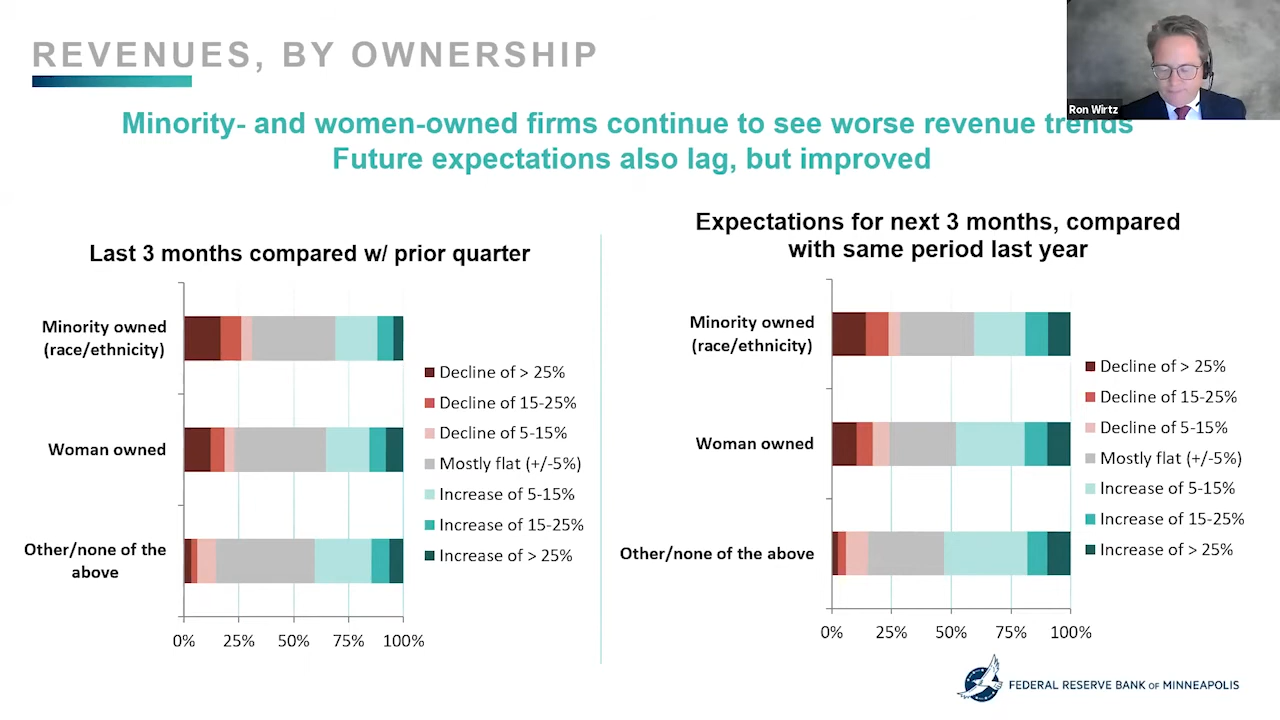 REVENUES, BY OWNERSHIP
Ron Wirtz
Minority- and women-owned firms continue to see worse revenue trends
Future expectations also lag, but improved
Last 3 months compared w/ prior quarter
Minority owned
(race/ethnicity)
Woman owned
Other/none of the
above
0% 25% 50% 75% 100%
Decline of > 25%
Decline of 15-25%
Decline of 5-15%
Mostly flat (+/-5%)
Increase of 5-15%
Increase of 15-25%
Increase of > 25%
Expectations for next 3 months, compared
with same period last year
Minority owned
(race/ethnicity)
Woman owned
Other/none of the above
0% 25% 50% 75% 100%
Decline of > 25%
Decline of 15-25%
Decline of 5-15%
Mostly flat (+/-5%)
Increase of 5-15%
Increase of 15-25%
Increase of > 25%
FEDERAL RESERVE BANK OF MINNEAPOLIS